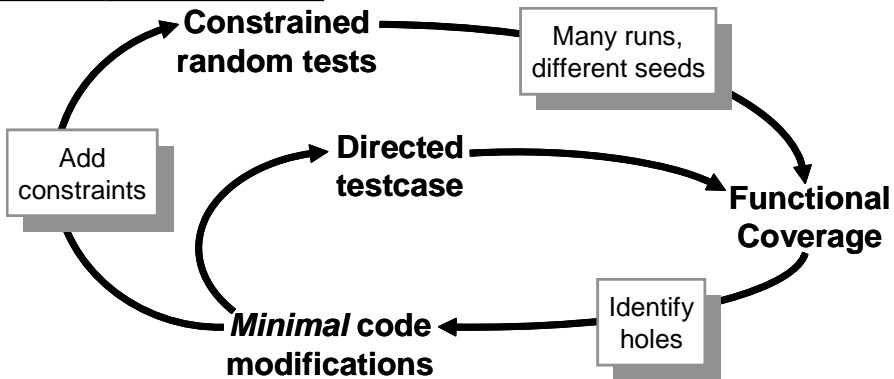 Constrained
random tests
Many runs,
different seeds
Add
constraints
Directed
testcase
Functional
Coverage
Identify
holes
Minimal code
modifications